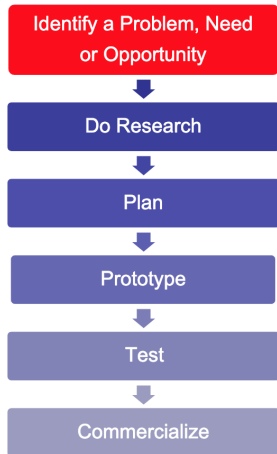 Identify a Problem, Need
or Opportunity
Do Research
Plan
Prototype
Test
Commercialize